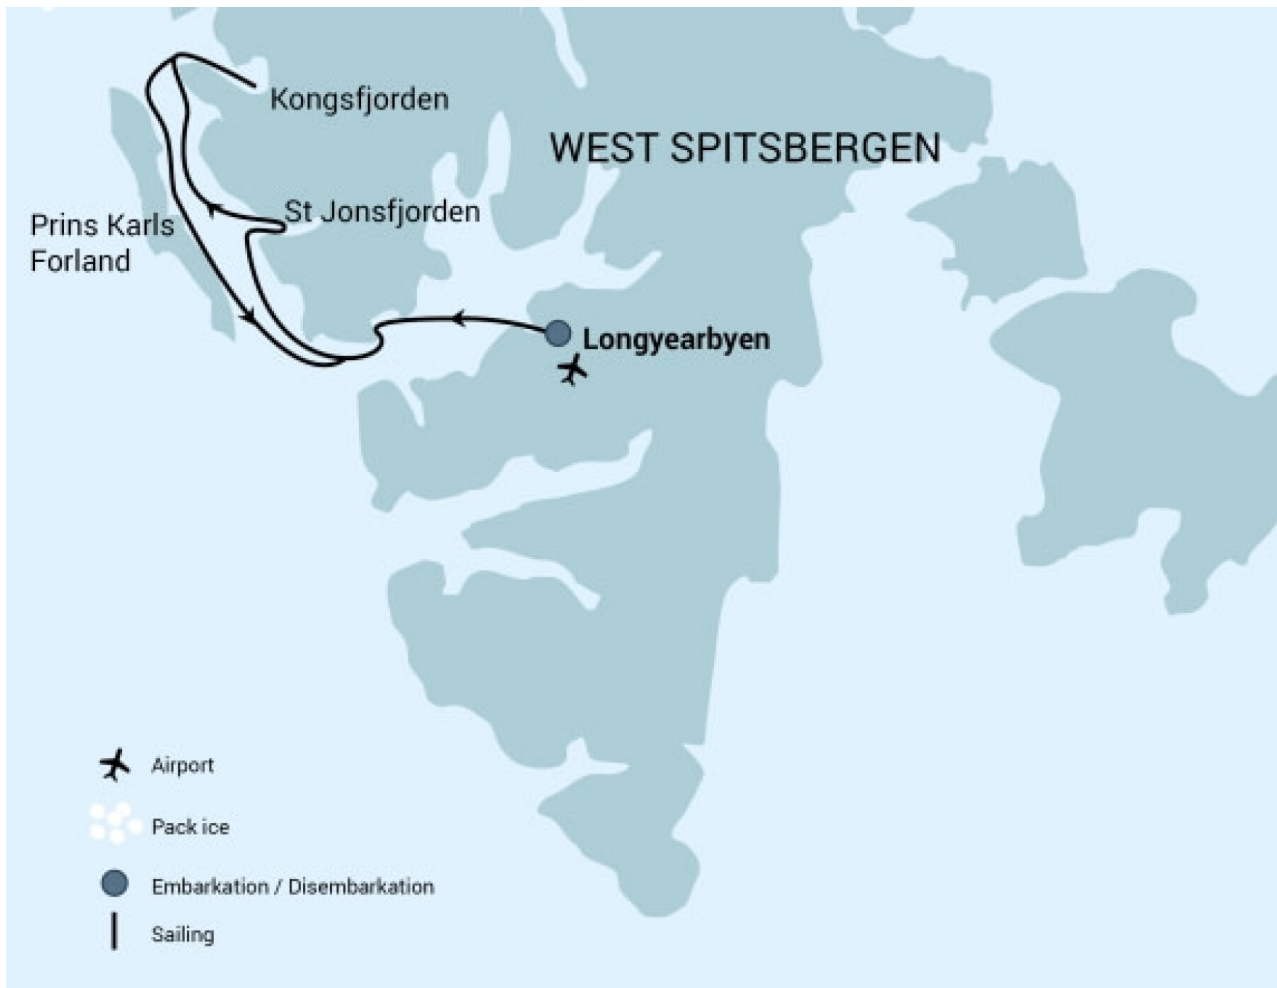 Kongsfjorden
WEST SPITSBERGEN
St Jonsfjorden
Prins Karls
Forland
Longyearbyen
Airport
Pack ice
Embarkation / Disembarkation
Sailing